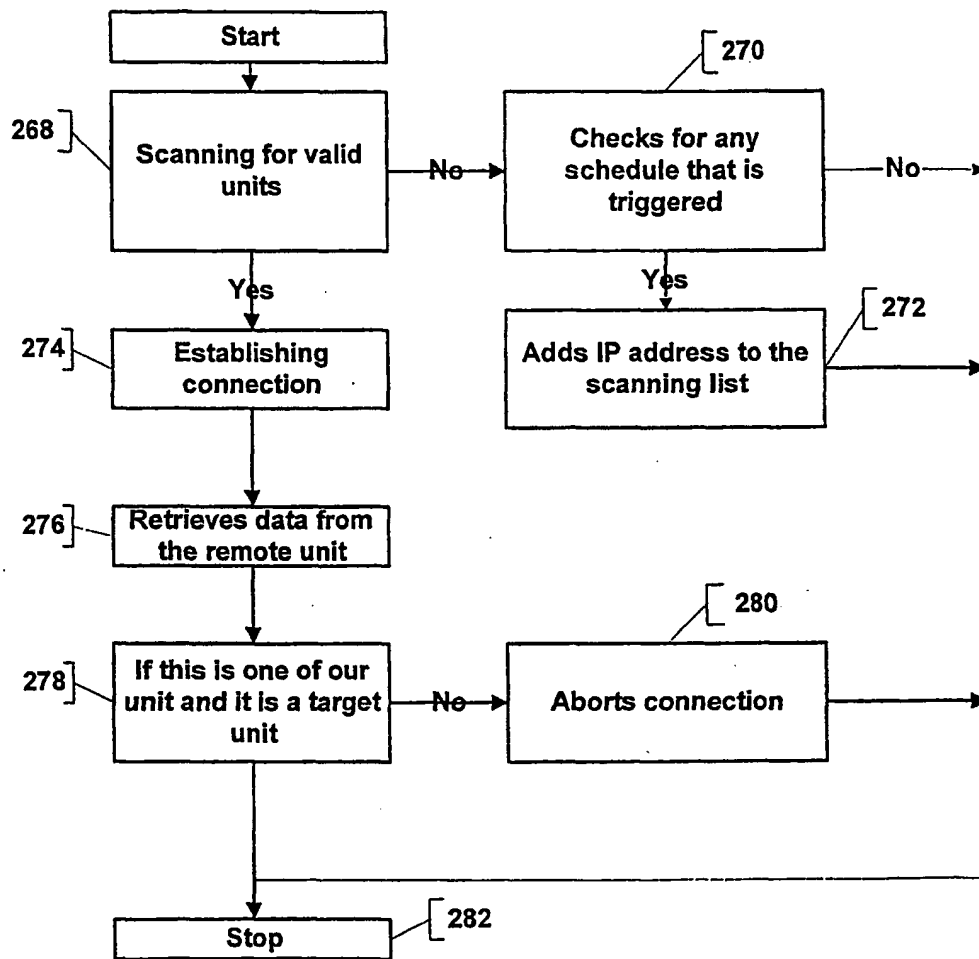 Start
270
268
Scanning for valid
units
No
Checks for any
schedule that is
triggered
No
Yes
Yes
272
274
Establishing
connection
Adds IP address to the
scanning list
276
Retrieves data from
the remote unit
280
278
If this is one of our
unit and it is a target
unit
No
Aborts connection
282
Stop